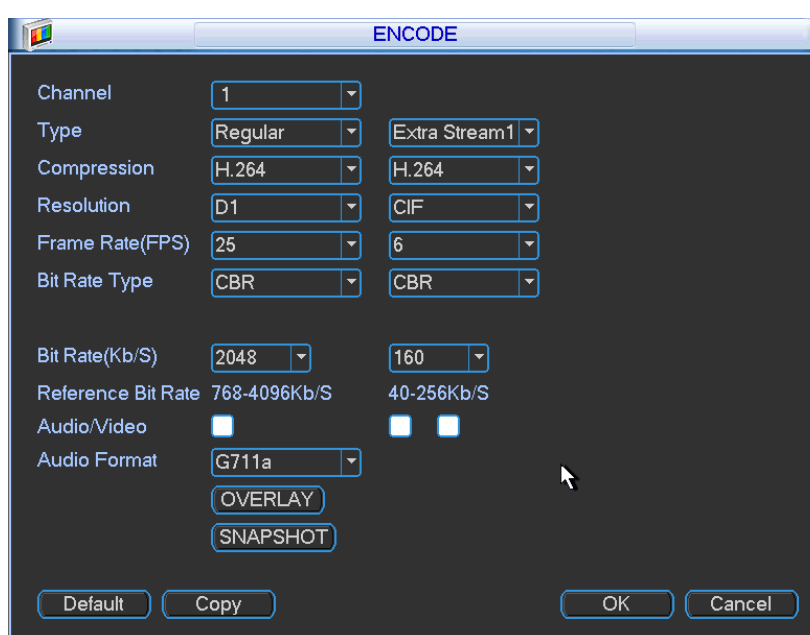 ENCODE
Channel 1
Type Regular Extra Stream1
Compression H.264 H.264
Resolution D1 CIF
Frame Rate(FPS) 25 6
Bit Rate Type CBR CBR
Bit Rate(Kb/S) 2048 160
Reference Bit Rate 768-4096Kb/S 40-256Kb/S
Audio/Video
Audio Format G711a
OVERLAY
SNAPSHOT
Default Copy OK Cancel